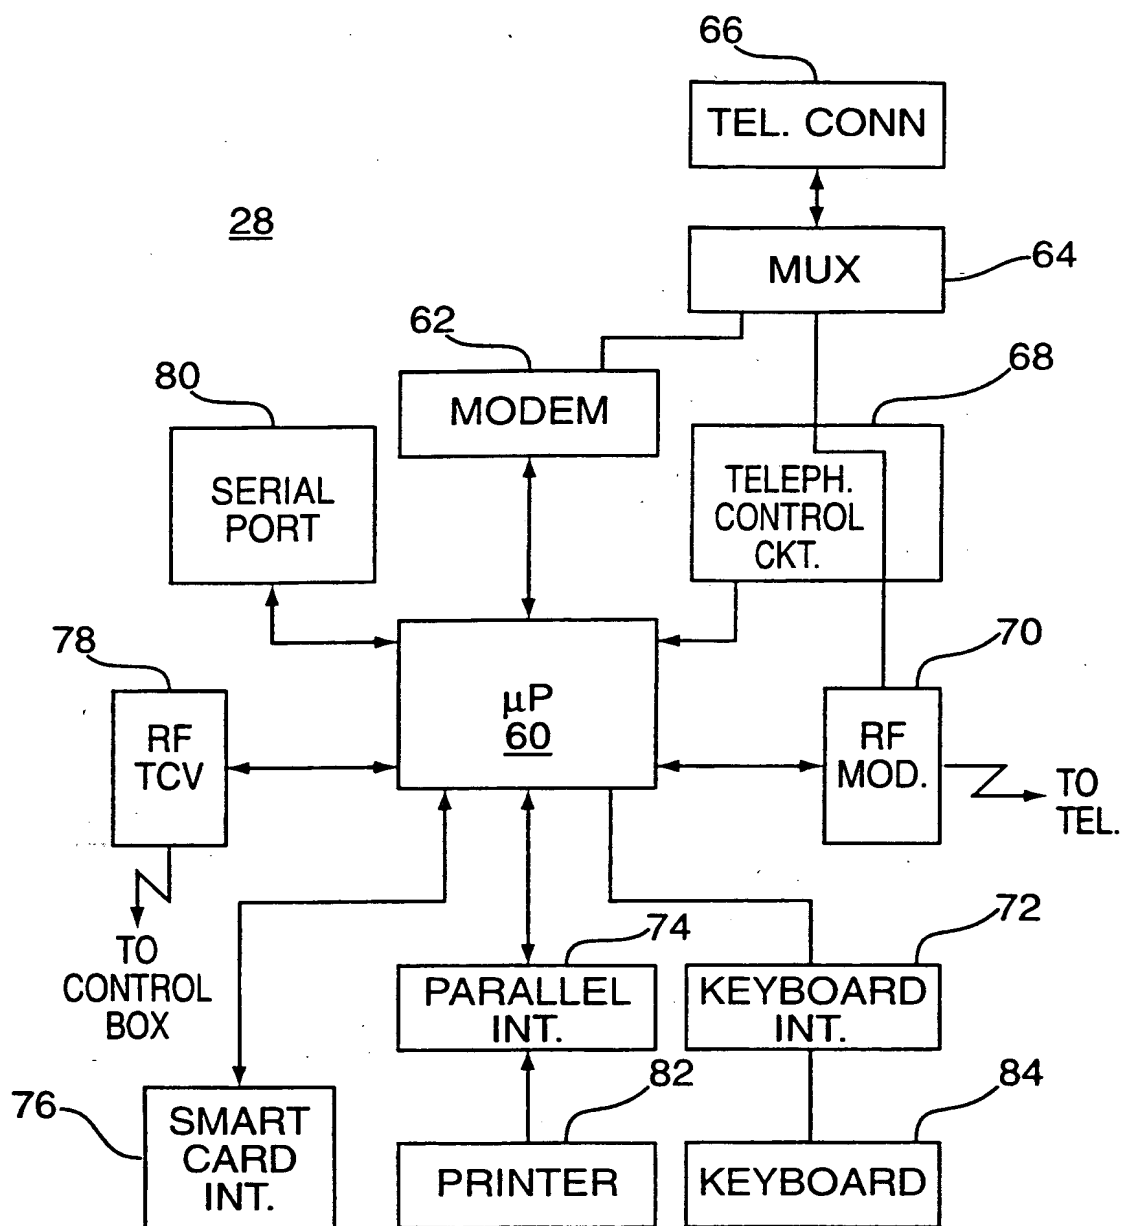 66
TEL. CONN
28
MUX
64
62
68
80
MODEM
SERIAL
PORT
TELEPH.
CONTROL
CKT.
78
70
μP
60
RF
TCV
RF
MOD.
TO
TEL.
TO
CONTROL
BOX
74
72
PARALLEL
INT.
KEYBOARD
INT.
76
SMART
CARD
INT.
82
84
PRINTER
KEYBOARD